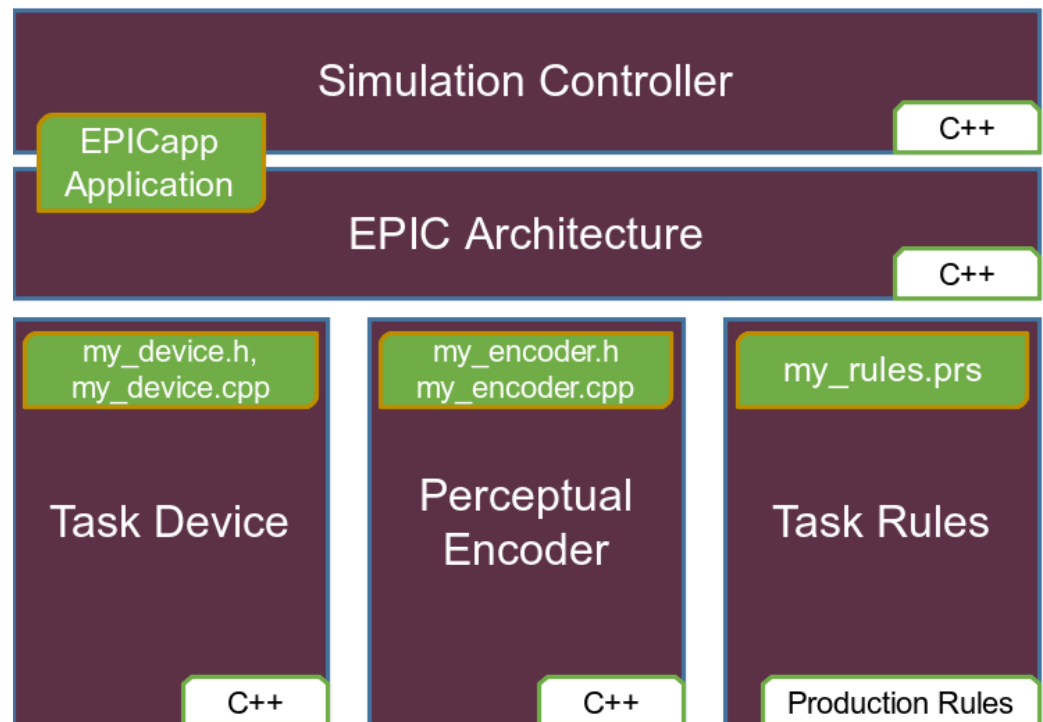 Simulation Controller
C++
EPICapp
Application
EPIC Architecture
C++
my_device.h,
my_device.cpp
Task Device
C++
my_encoder.h
my_encoder.cpp
Perceptual
Encoder
C++
my_rules.prs
Task Rules
Production Rules